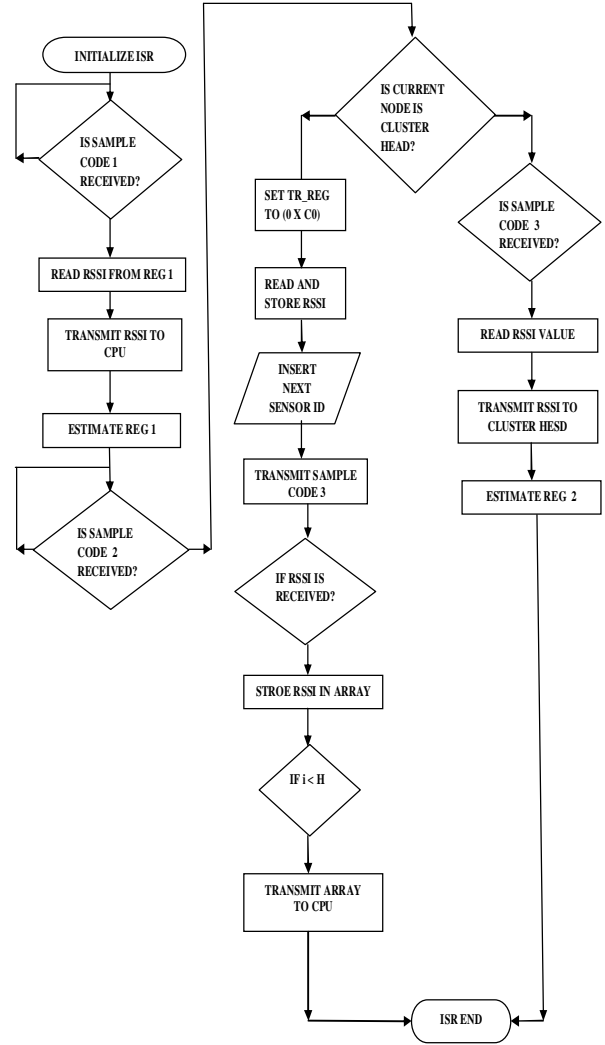 INITIALIZE ISR
IS SAMPLE
CODE 1
RECEIVED?
READ RSSI FROM REG 1
TRANSMIT RSSI TO
CPU
ESTIMATE REG 1
IS SAMPLE
CODE 2
RECEIVED?
IS CURRENT
NODE IS
CLUSTER
HEAD?
SET TR_REG
TO (0 X C0)
READ AND
STORE RSSI
INSERT
NEXT
SENSOR ID
TRANSMIT SAMPLE
CODE 3
IF RSSI IS
RECEIVED?
STROE RSSI IN ARRAY
IF i < H
TRANSMIT ARRAY
TO CPU
IS SAMPLE
CODE 3
RECEIVED?
READ RSSI VALUE
TRANSMIT RSSI TO
CLUSTER HESD
ESTIMATE REG 2
ISR END